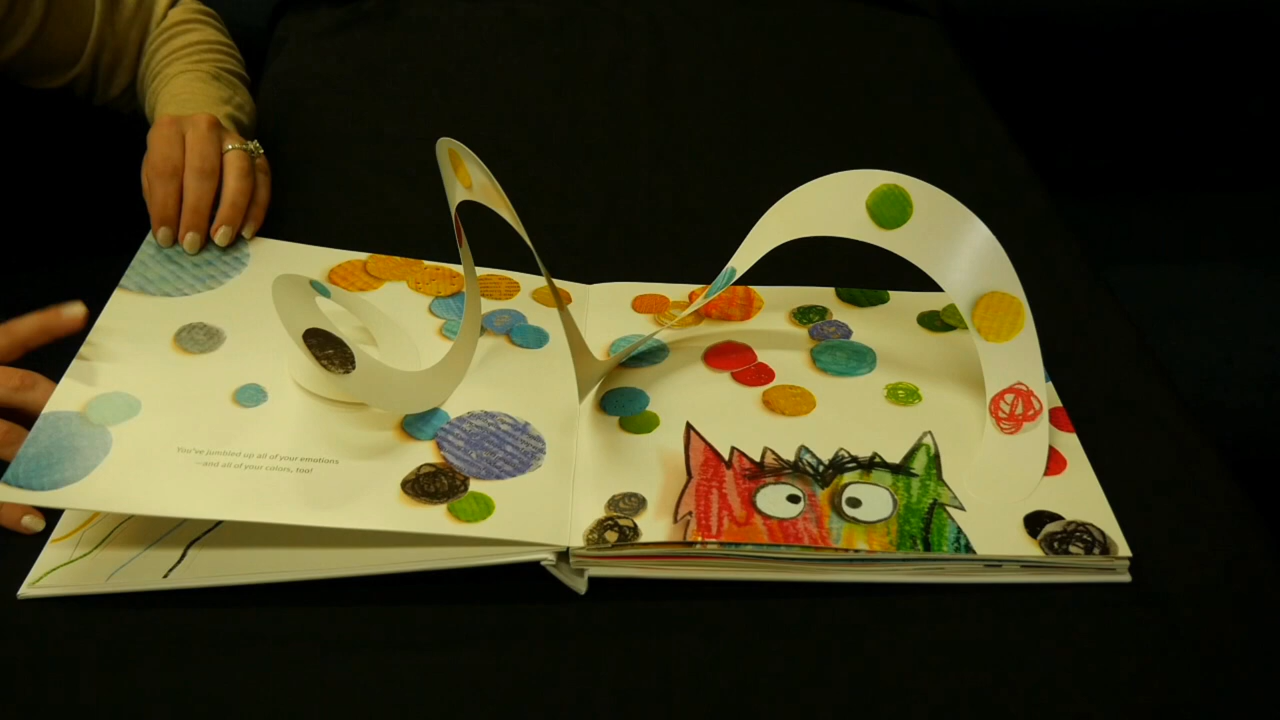 You've jumbled up all of your emotions
—and all of your colors, too!